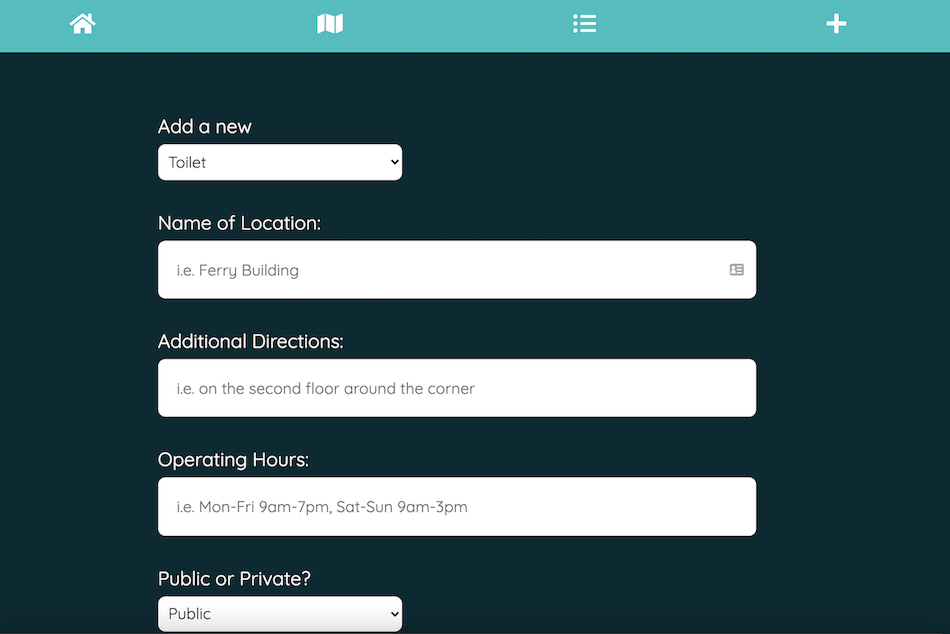 Add a new
Toilet
Name of Location:
i.e. Ferry Building
Additional Directions:
i.e. on the second floor around the corner
Operating Hours:
i.e. Mon-Fri 9am-7pm, Sat-Sun 9am-3pm
Public or Private?
Public